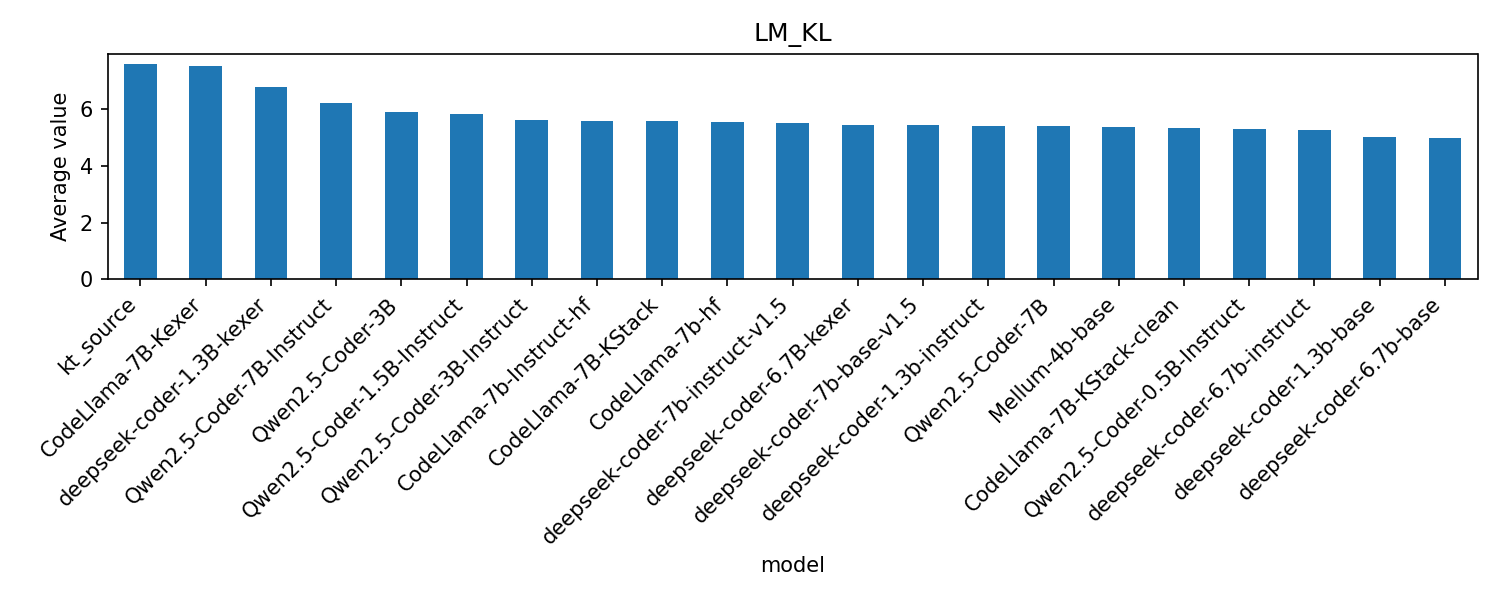 LM_KL
Average value
6
4
2
0
kt_source
CodeLlama-7B-Kexer
deepseek-coder-1.3B-kexer
Qwen2.5-Coder-7B-Instruct
Qwen2.5-Coder-3B
Qwen2.5-Coder-1.5B-Instruct
Qwen2.5-Coder-3B-Instruct
CodeLlama-7b-Instruct-hf
CodeLlama-7B-KStack
CodeLlama-7b-hf
deepseek-coder-7b-instruct-v1.5
deepseek-coder-6.7B-kexer
deepseek-coder-7b-base-v1.5
deepseek-coder-1.3b-instruct
Qwen2.5-Coder-7B
Mellum-4b-base
CodeLlama-7B-KStack-clean
Qwen2.5-Coder-0.5B-Instruct
deepseek-coder-6.7b-instruct
deepseek-coder-1.3b-base
deepseek-coder-6.7b-base
model